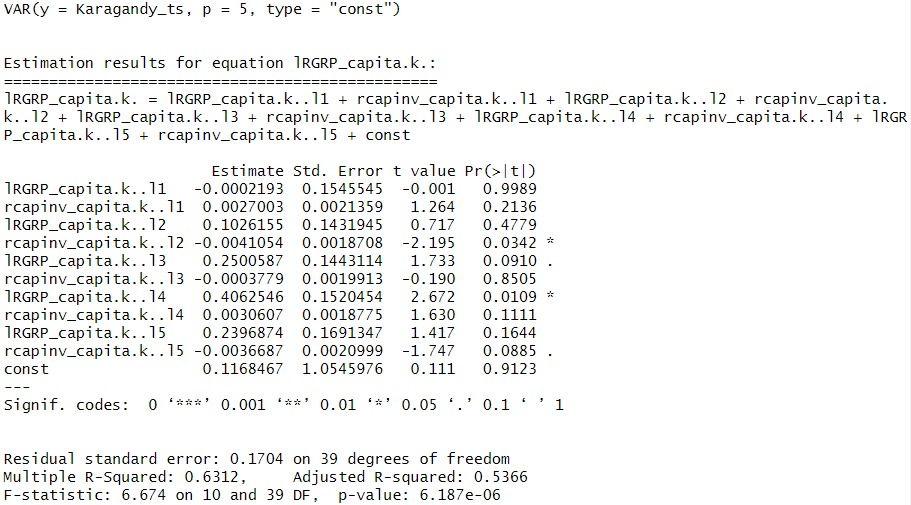 VAR(y = Karagandy_ts, p = 5, type = "const")
Estimation results for equation lRGRP_capita.k.:
================================================
lRGRP_capita.k. = lRGRP_capita.k..l1 + rcapinv_capita.k..l1 + lRGRP_capita.k..l2 + rcapinv_capita.
k..l2 + lRGRP_capita.k..l3 + rcapinv_capita.k..l3 + lRGRP_capita.k..l4 + rcapinv_capita.k..l4 + lRGR
P_capita.k..l5 + rcapinv_capita.k..l5 + const
Estimate Std. Error t value Pr(>|t|)
lRGRP_capita.k..l1 -0.0002193 0.1545545 -0.001 0.9989
rcapinv_capita.k..l1 0.0027003 0.0021359 1.264 0.2136
lRGRP_capita.k..l2 0.1026155 0.1431945 0.717 0.4779
rcapinv_capita.k..l2 -0.0041054 0.0018708 -2.195 0.0342 *
lRGRP_capita.k..l3 0.2500587 0.1443114 1.733 0.0910 .
rcapinv_capita.k..l3 -0.0003779 0.0019913 -0.190 0.8505
lRGRP_capita.k..l4 0.4062546 0.1520454 2.672 0.0109 *
rcapinv_capita.k..l4 0.0030607 0.0018775 1.630 0.1111
lRGRP_capita.k..l5 0.2396874 0.1691347 1.417 0.1644
rcapinv_capita.k..l5 -0.0036687 0.0020999 -1.747 0.0885 .
const 0.1168467 1.0545976 0.111 0.9123
---
Signif. codes: 0 ‘***’ 0.001 ‘**’ 0.01 ‘*’ 0.05 ‘.’ 0.1 ‘ ’ 1
Residual standard error: 0.1704 on 39 degrees of freedom
Multiple R-Squared: 0.6312, Adjusted R-squared: 0.5366
F-statistic: 6.674 on 10 and 39 DF, p-value: 6.187e-06